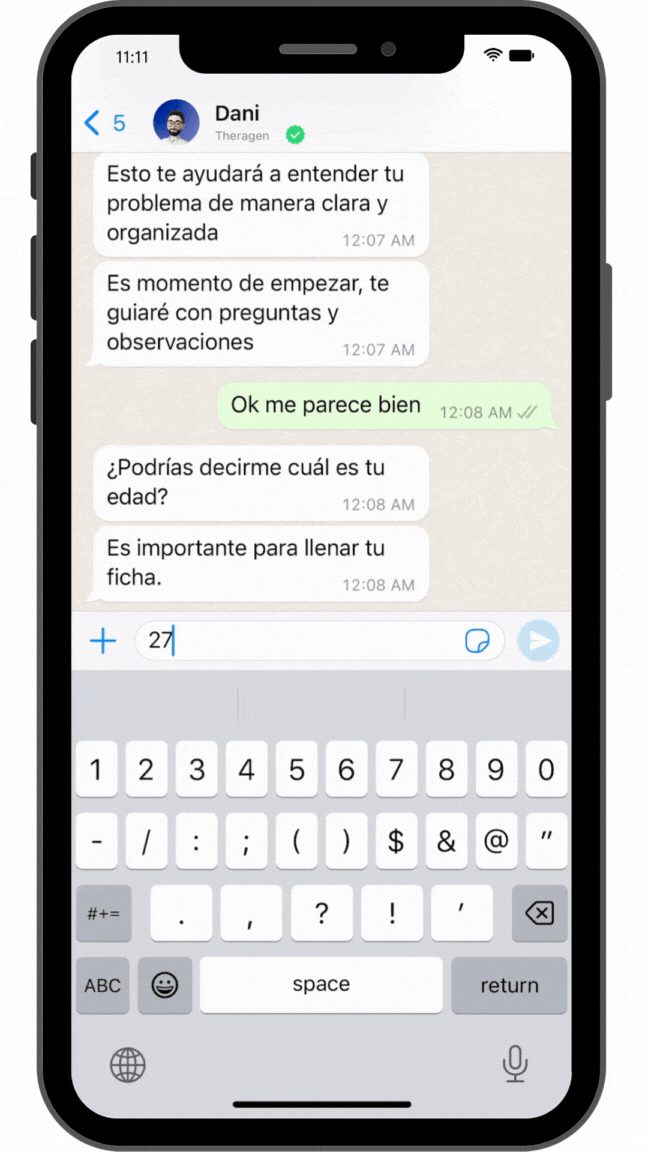 11:11
5
Dani
Theragen
Esto te ayudará a entender tu
problema de manera clara y
organizada
12:07 AM
Es momento de empezar, te
guiaré con preguntas y
observaciones
12:07 AM
Ok me parece bien
12:08 AM
¿Podrías decirme cuál es tu
edad?
12:08 AM
Es importante para llenar tu
ficha.
12:08 AM
27
1 2 3 4 5 6 7 8 9 0
- / : ; ( ) $ & @ "
#+= . , ? ! '
ABC space return